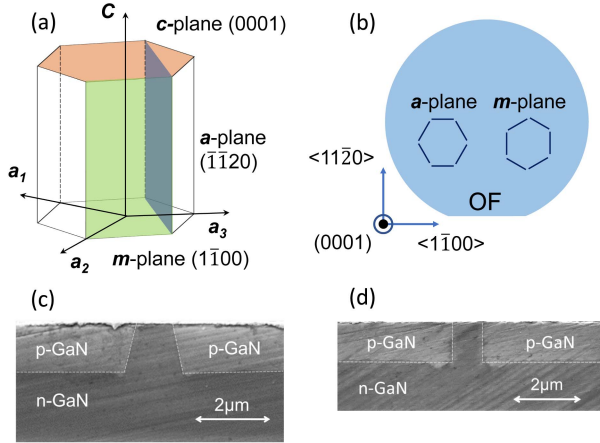 (a)
C
c-plane (0001)
a-plane
(1̅1̅20)
a1
a2
a3
m-plane (11̅00)
(b)
a-plane m-plane
<112̅0>
OF
(0001)
<11̅00>
(c)
p-GaN p-GaN
n-GaN
2μm
(d)
p-GaN p-GaN
n-GaN
2μm